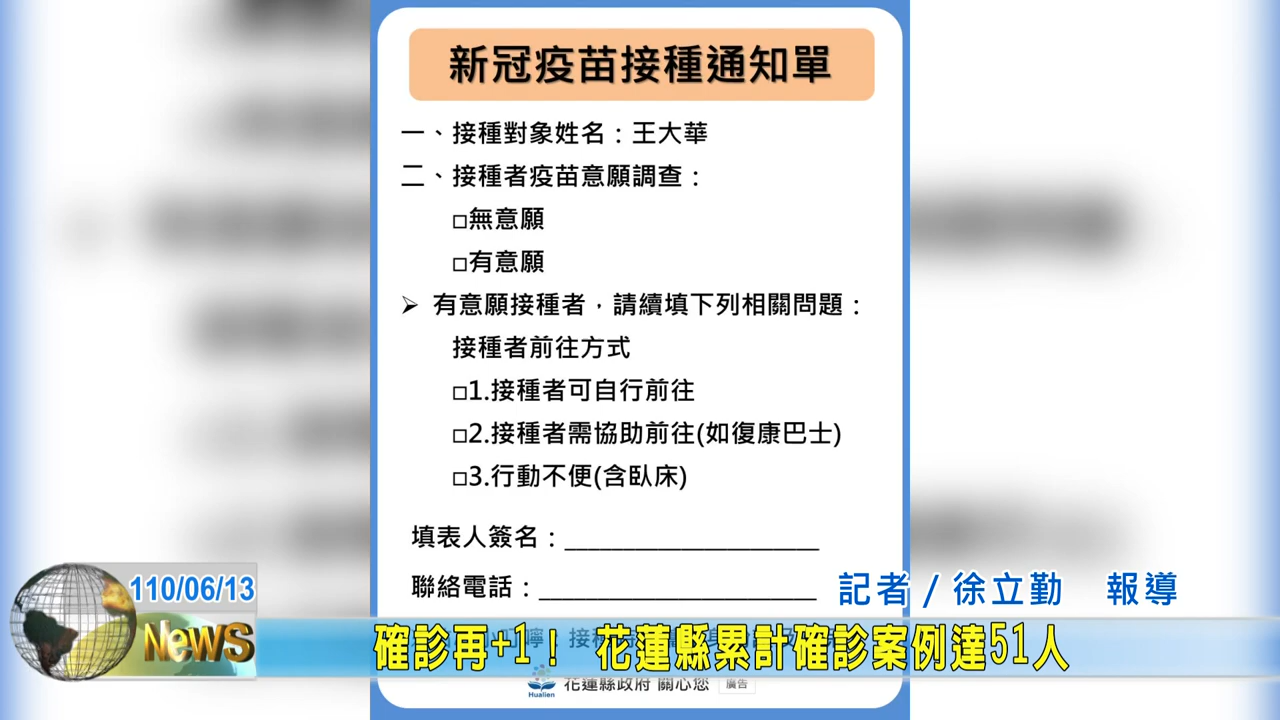 新冠疫苗接種通知單
一、接種對象姓名：王大華
二、接種者疫苗意願調查：
□無意願
□有意願
➢ 有意願接種者，請續填下列相關問題：
接種者前往方式
□1.接種者可自行前往
□2.接種者需協助前往(如復康巴士)
□3.行動不便(含臥床)
填表人簽名：____________________
聯絡電話：______________________
記者／徐立勤　報導
110/06/13
NewS
確診再+1！ 花蓮縣累計確診案例達51人
Hualien
花蓮縣政府 關心您
廣告